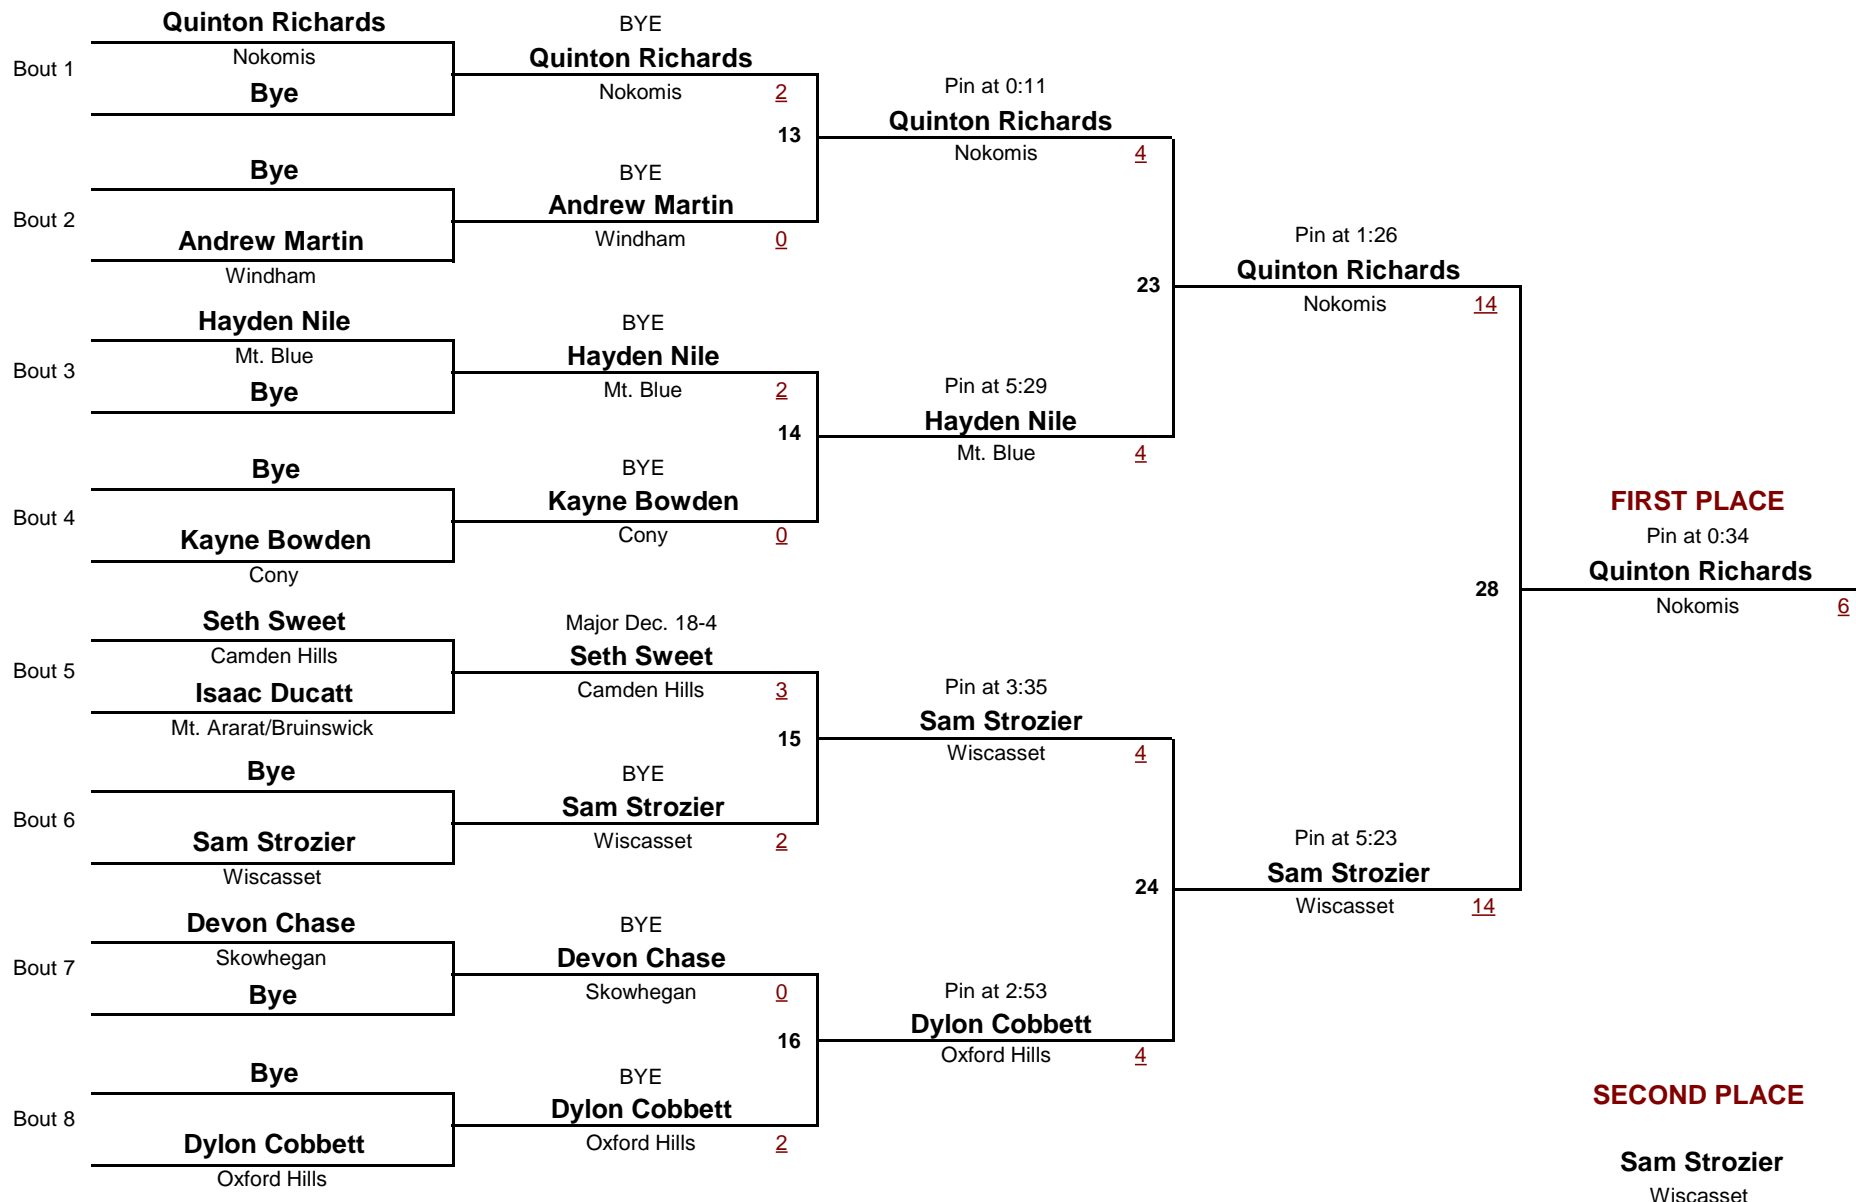 Quinton Richards
Bout 1
Nokomis
Bye
Bye
Bout 2
Andrew Martin
Windham
Hayden Nile
Bout 3
Mt. Blue
Bye
Bye
Bout 4
Kayne Bowden
Cony
Seth Sweet
Bout 5
Camden Hills
Isaac Ducatt
Mt. Ararat/Bruinswick
Bye
Bout 6
Sam Strozier
Wiscasset
Devon Chase
Bout 7
Skowhegan
Bye
Bye
Bout 8
Dylon Cobbett
Oxford Hills
BYE
Quinton Richards
Nokomis 2
13
BYE
Andrew Martin
Windham 0
BYE
Hayden Nile
Mt. Blue 2
14
BYE
Kayne Bowden
Cony 0
Major Dec. 18-4
Seth Sweet
Camden Hills 3
15
BYE
Sam Strozier
Wiscasset 2
BYE
Devon Chase
Skowhegan 0
16
BYE
Dylon Cobbett
Oxford Hills 2
Pin at 0:11
Quinton Richards
Nokomis 4
23
Pin at 5:29
Hayden Nile
Mt. Blue 4
Pin at 3:35
Sam Strozier
Wiscasset 4
24
Pin at 2:53
Dylon Cobbett
Oxford Hills 4
Pin at 1:26
Quinton Richards
Nokomis 14
28
Pin at 5:23
Sam Strozier
Wiscasset 14
FIRST PLACE
Pin at 0:34
Quinton Richards
Nokomis 6
SECOND PLACE
Sam Strozier
Wiscasset